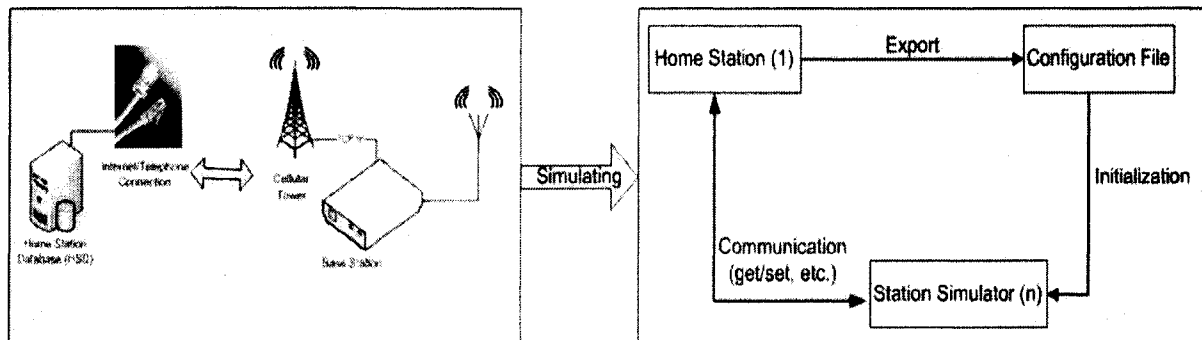 Internet/Telephone
Connection
Cellular
Tower
Home Station
Database (HSD)
Base Station
Simulating
Home Station (1)
Export
Configuration File
Initialization
Communication
(get/set, etc.)
Station Simulator (n)